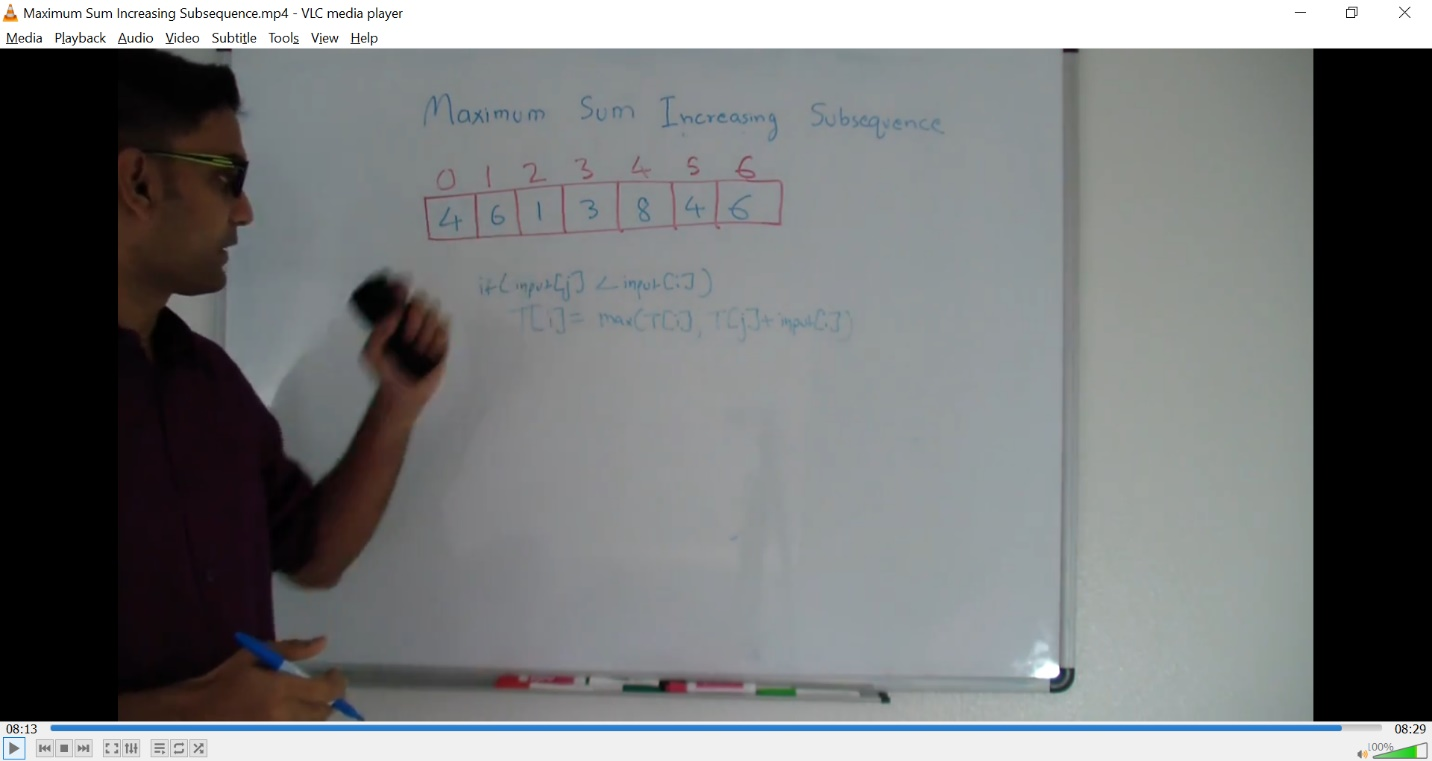 Maximum Sum Increasing Subsequence.mp4 - VLC media player
Media Playback Audio Video Subtitle Tools View Help
Maximum Sum Increasing Subsequence
0 1 2 3 4 5 6
4 6 1 3 8 4 6
if(input[j] < input[i])
T[i] = max(T[i], T[j]+input[i])
08:13 08:29
100%